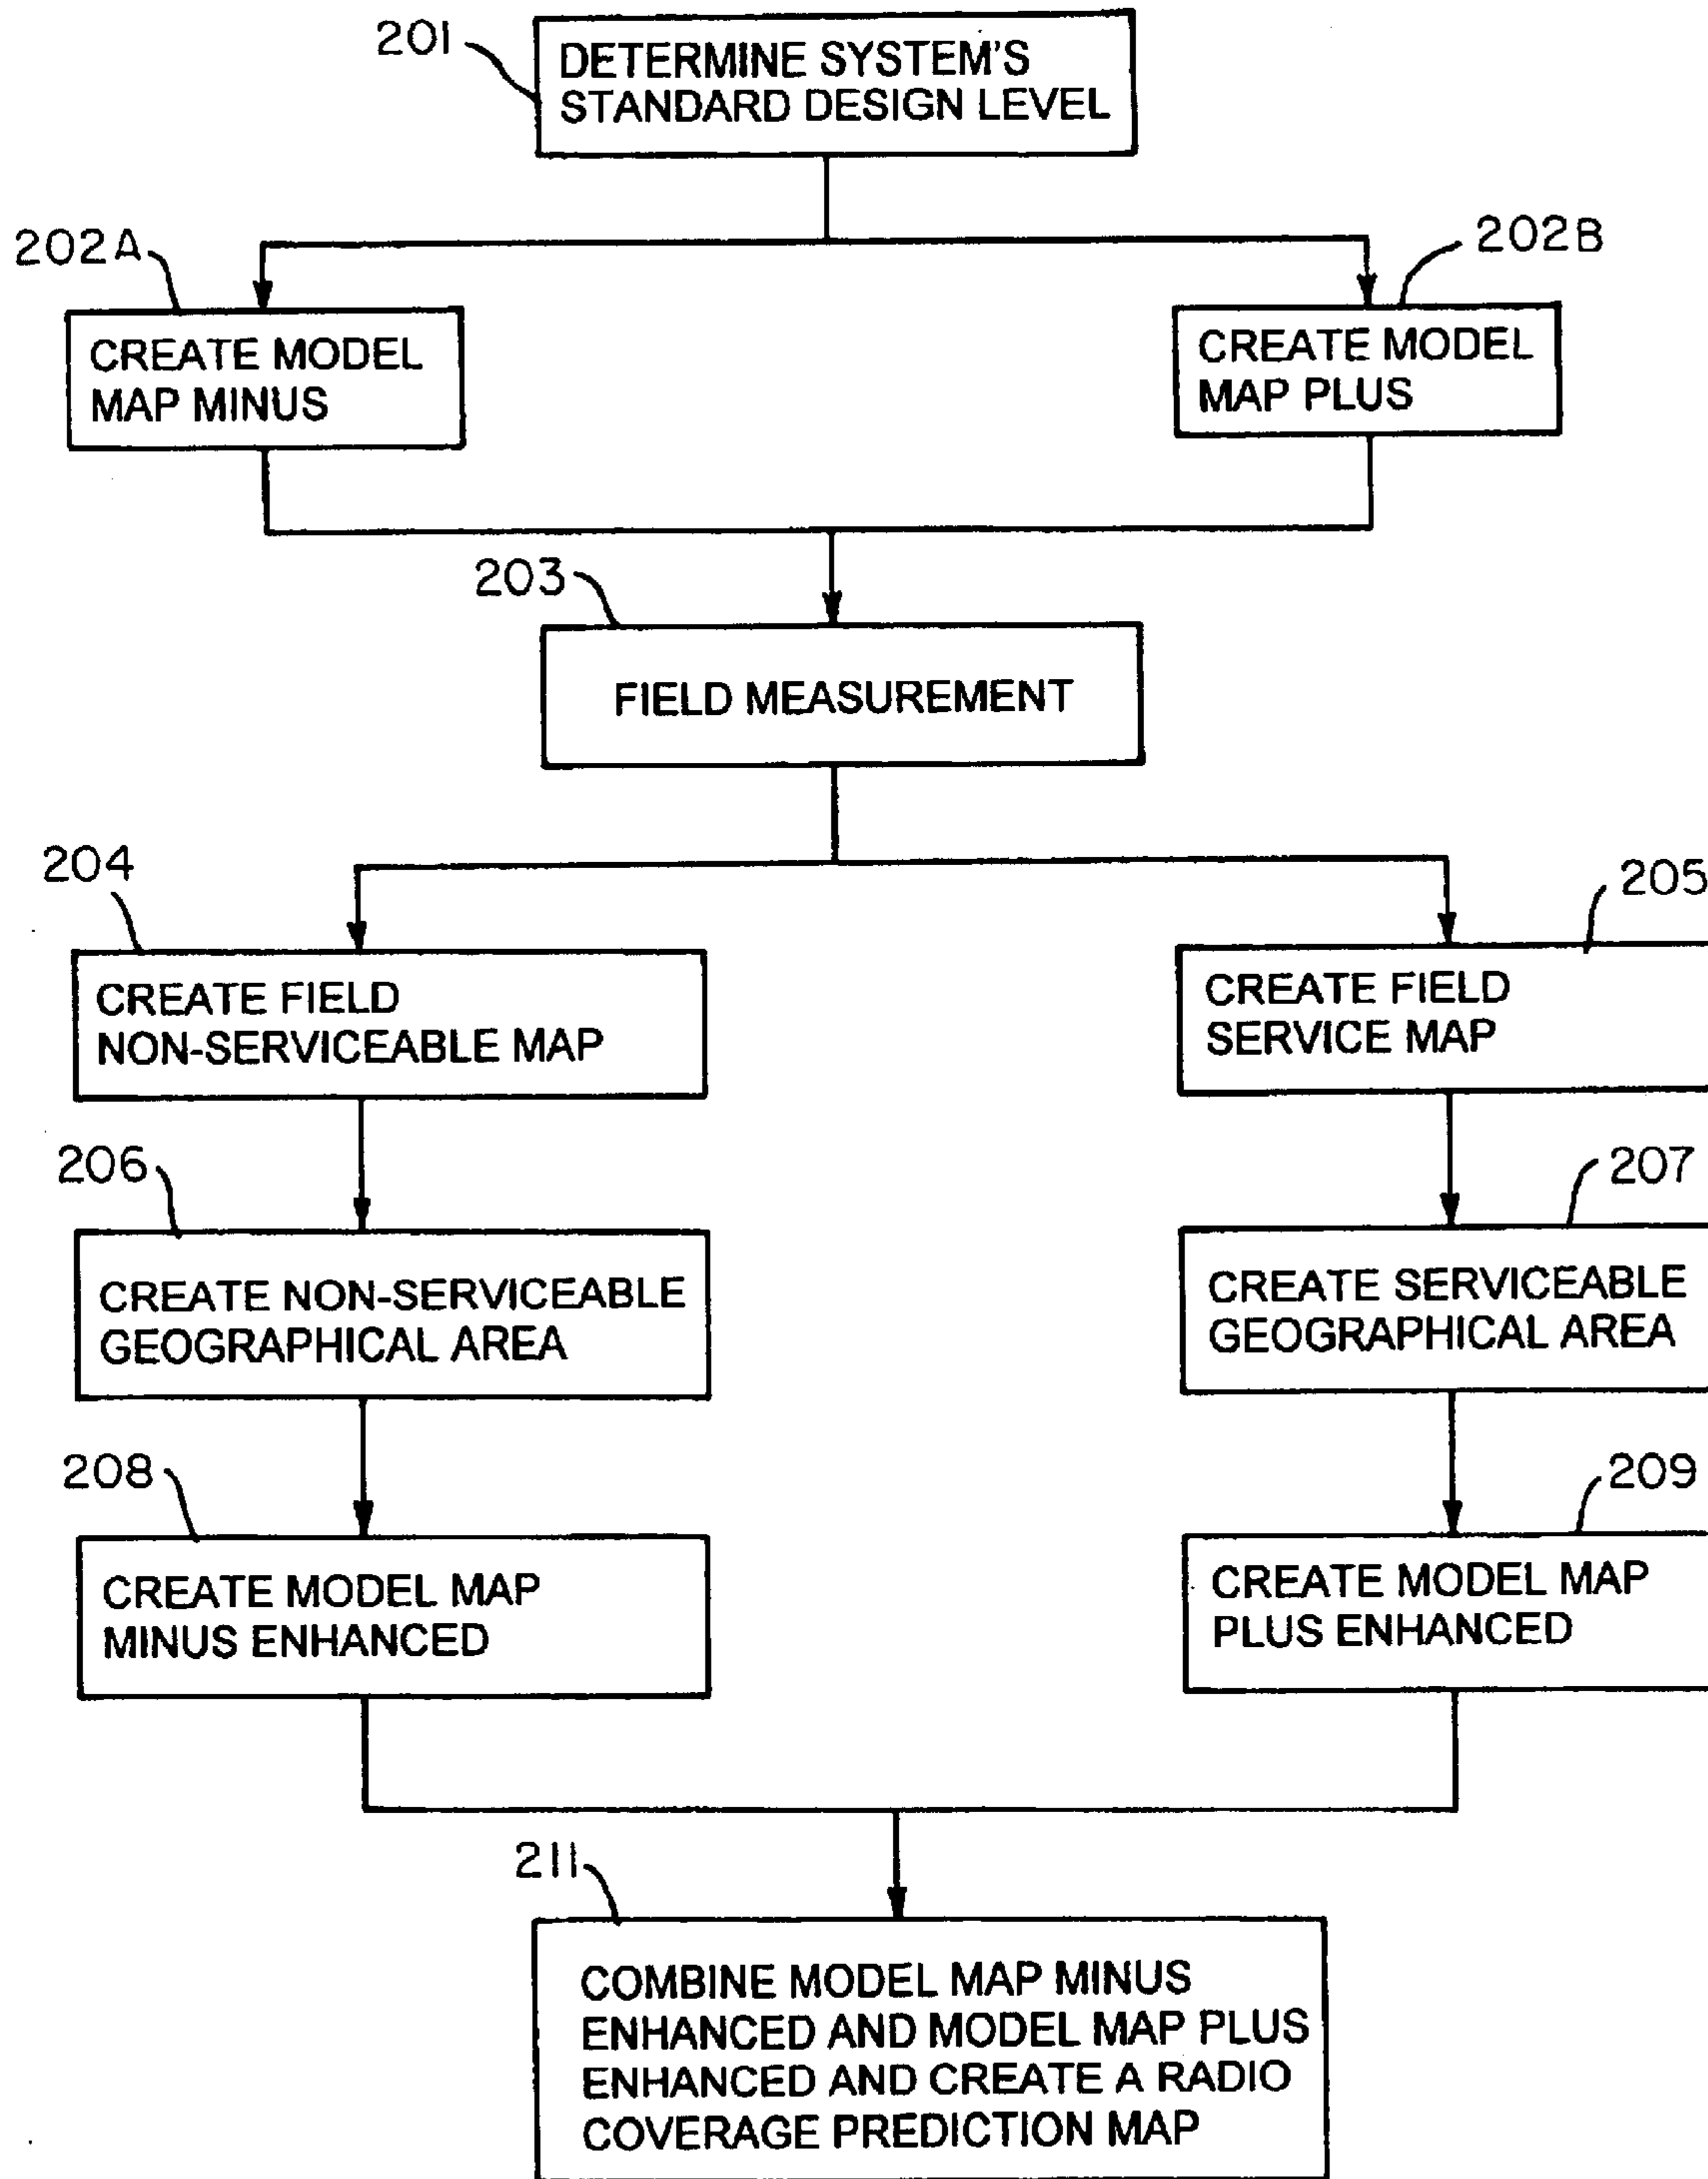 201
DETERMINE SYSTEM'S
STANDARD DESIGN LEVEL
202A
CREATE MODEL
MAP MINUS
202B
CREATE MODEL
MAP PLUS
203
FIELD MEASUREMENT
204
CREATE FIELD
NON-SERVICEABLE MAP
205
CREATE FIELD
SERVICE MAP
206
CREATE NON-SERVICEABLE
GEOGRAPHICAL AREA
207
CREATE SERVICEABLE
GEOGRAPHICAL AREA
208
CREATE MODEL MAP
MINUS ENHANCED
209
CREATE MODEL MAP
PLUS ENHANCED
211
COMBINE MODEL MAP MINUS
ENHANCED AND MODEL MAP PLUS
ENHANCED AND CREATE A RADIO
COVERAGE PREDICTION MAP